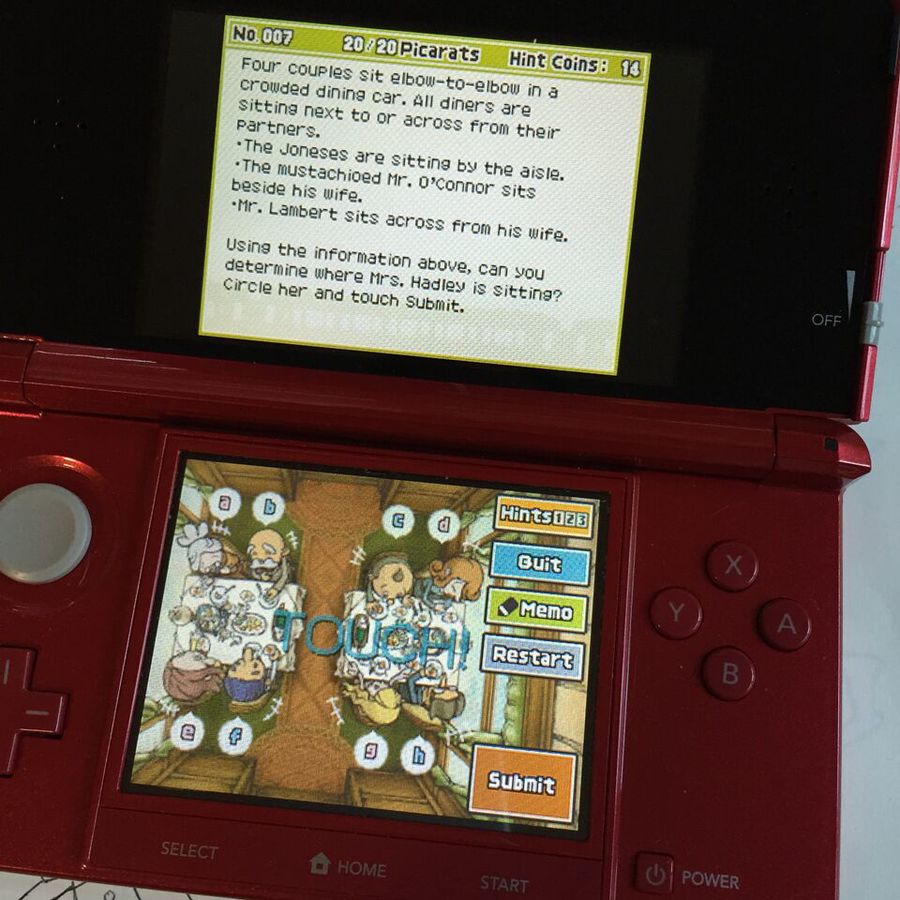 No.007 20/20Picarats Hint Coins: 14
Four couples sit elbow-to-elbow in a
crowded dining car. All diners are
sitting next to or across from their
partners.
·The Joneses are sitting by the aisle.
·The mustachioed Mr. O'Connor sits
beside his wife.
·Mr. Lambert sits across from his wife.
Using the information above, can you
determine where Mrs. Hadley is sitting?
Circle her and touch Submit.
OFF
a b c d
Hints123
Quit
Memo
TOUCH!
Restart
e f g h
Submit
X
Y A
B
SELECT HOME START
POWER